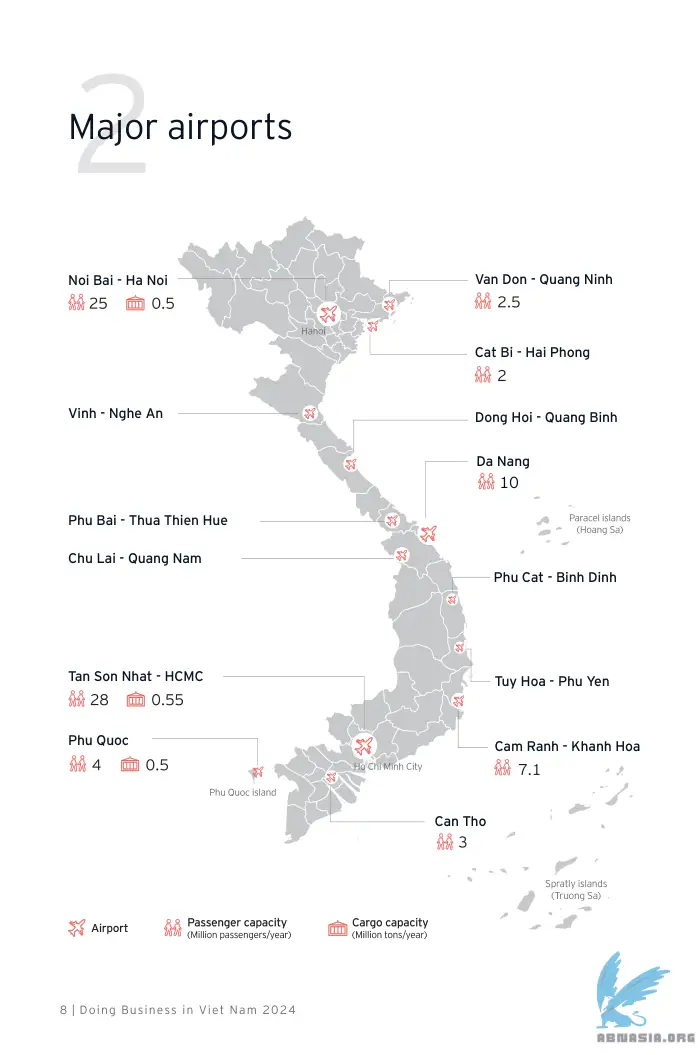 2
Major airports
Noi Bai - Ha Noi
25 0.5
Van Don - Quang Ninh
2.5
Hanoi
Cat Bi - Hai Phong
2
Vinh - Nghe An
Dong Hoi - Quang Binh
Da Nang
10
Paracel islands
(Hoang Sa)
Phu Bai - Thua Thien Hue
Chu Lai - Quang Nam
Phu Cat - Binh Dinh
Tan Son Nhat - HCMC
28 0.55
Tuy Hoa - Phu Yen
Phu Quoc
4 0.5
Cam Ranh - Khanh Hoa
7.1
Ho Chi Minh City
Phu Quoc island
Can Tho
3
Spratly islands
(Truong Sa)
Airport
Passenger capacity
(Million passengers/year)
Cargo capacity
(Million tons/year)
8 | Doing Business in Viet Nam 2024
ABNASIA.ORG